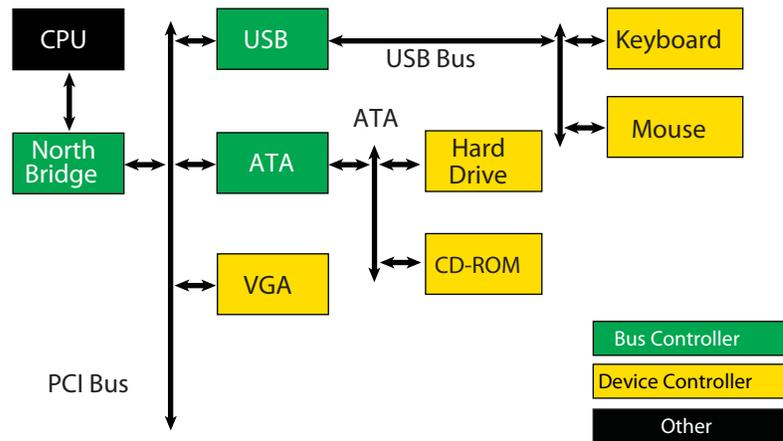 CPU
USB
USB Bus
Keyboard
Mouse
North
Bridge
ATA
ATA
Hard
Drive
CD-ROM
VGA
PCI Bus
Bus Controller
Device Controller
Other